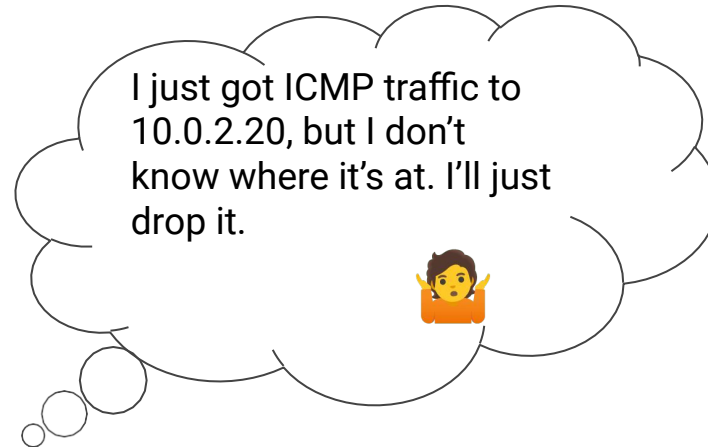 I just got ICMP traffic to
10.0.2.20, but I don’t
know where it’s at. I’ll just
drop it.